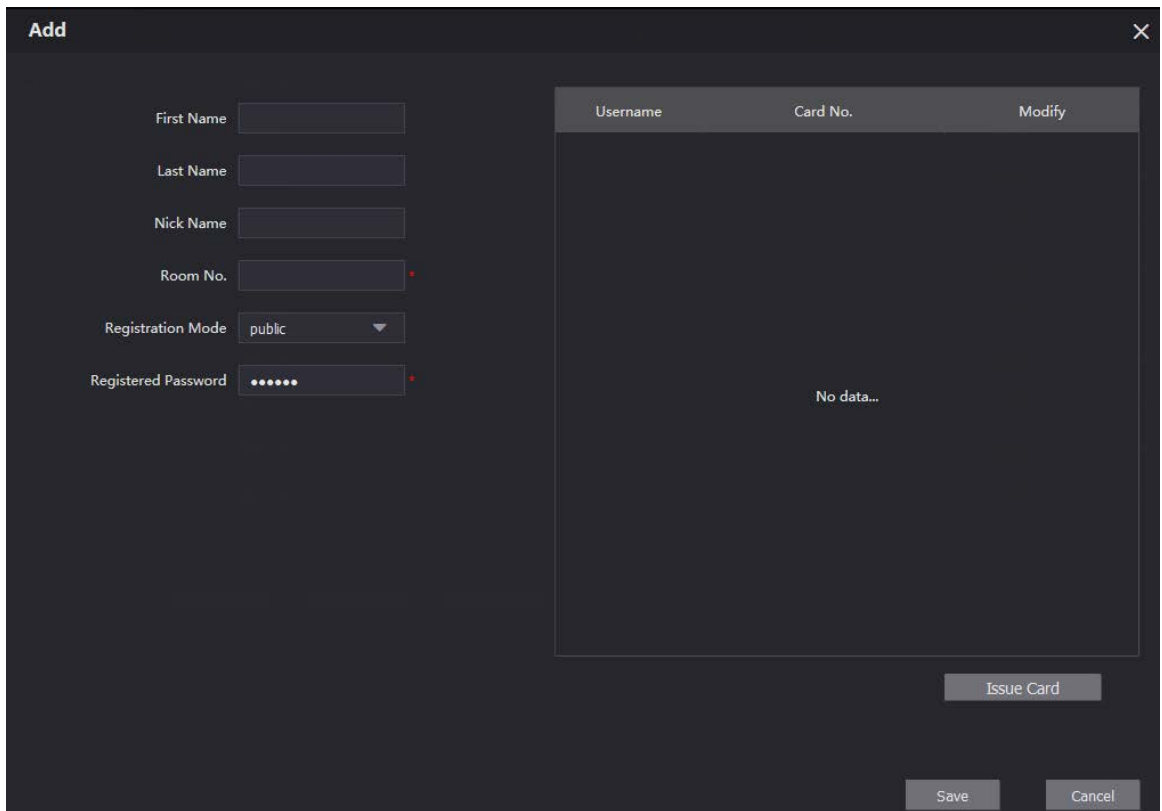 Add
First Name
Last Name
Nick Name
Room No. *
Registration Mode public
Registered Password •••••• *
Username Card No. Modify
No data...
Issue Card
Save Cancel